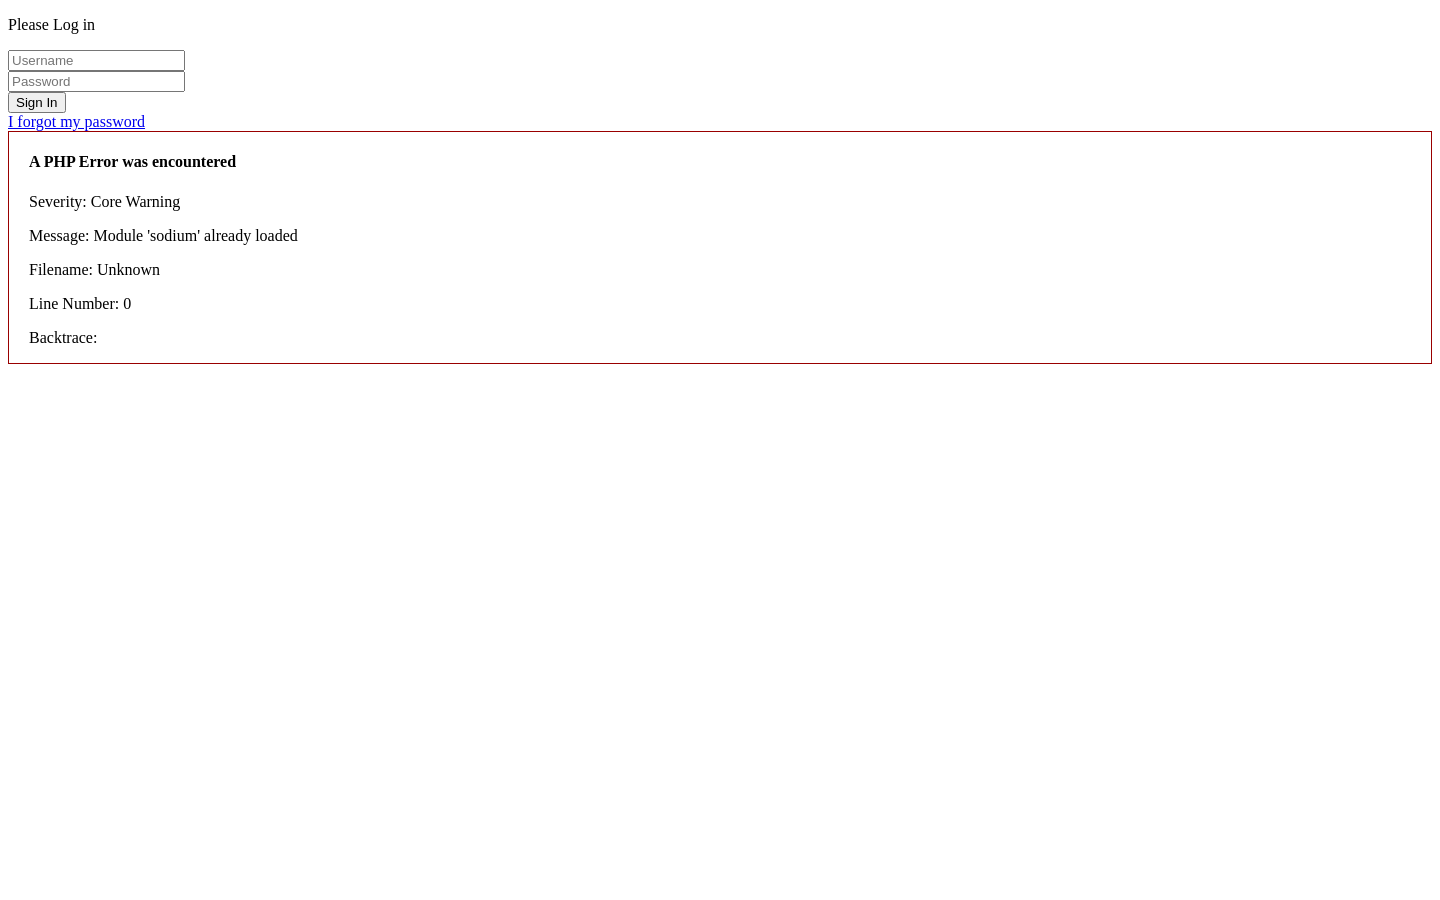 Please Log in
Username
Password
Sign In
I forgot my password
A PHP Error was encountered
Severity: Core Warning
Message: Module 'sodium' already loaded
Filename: Unknown
Line Number: 0
Backtrace: